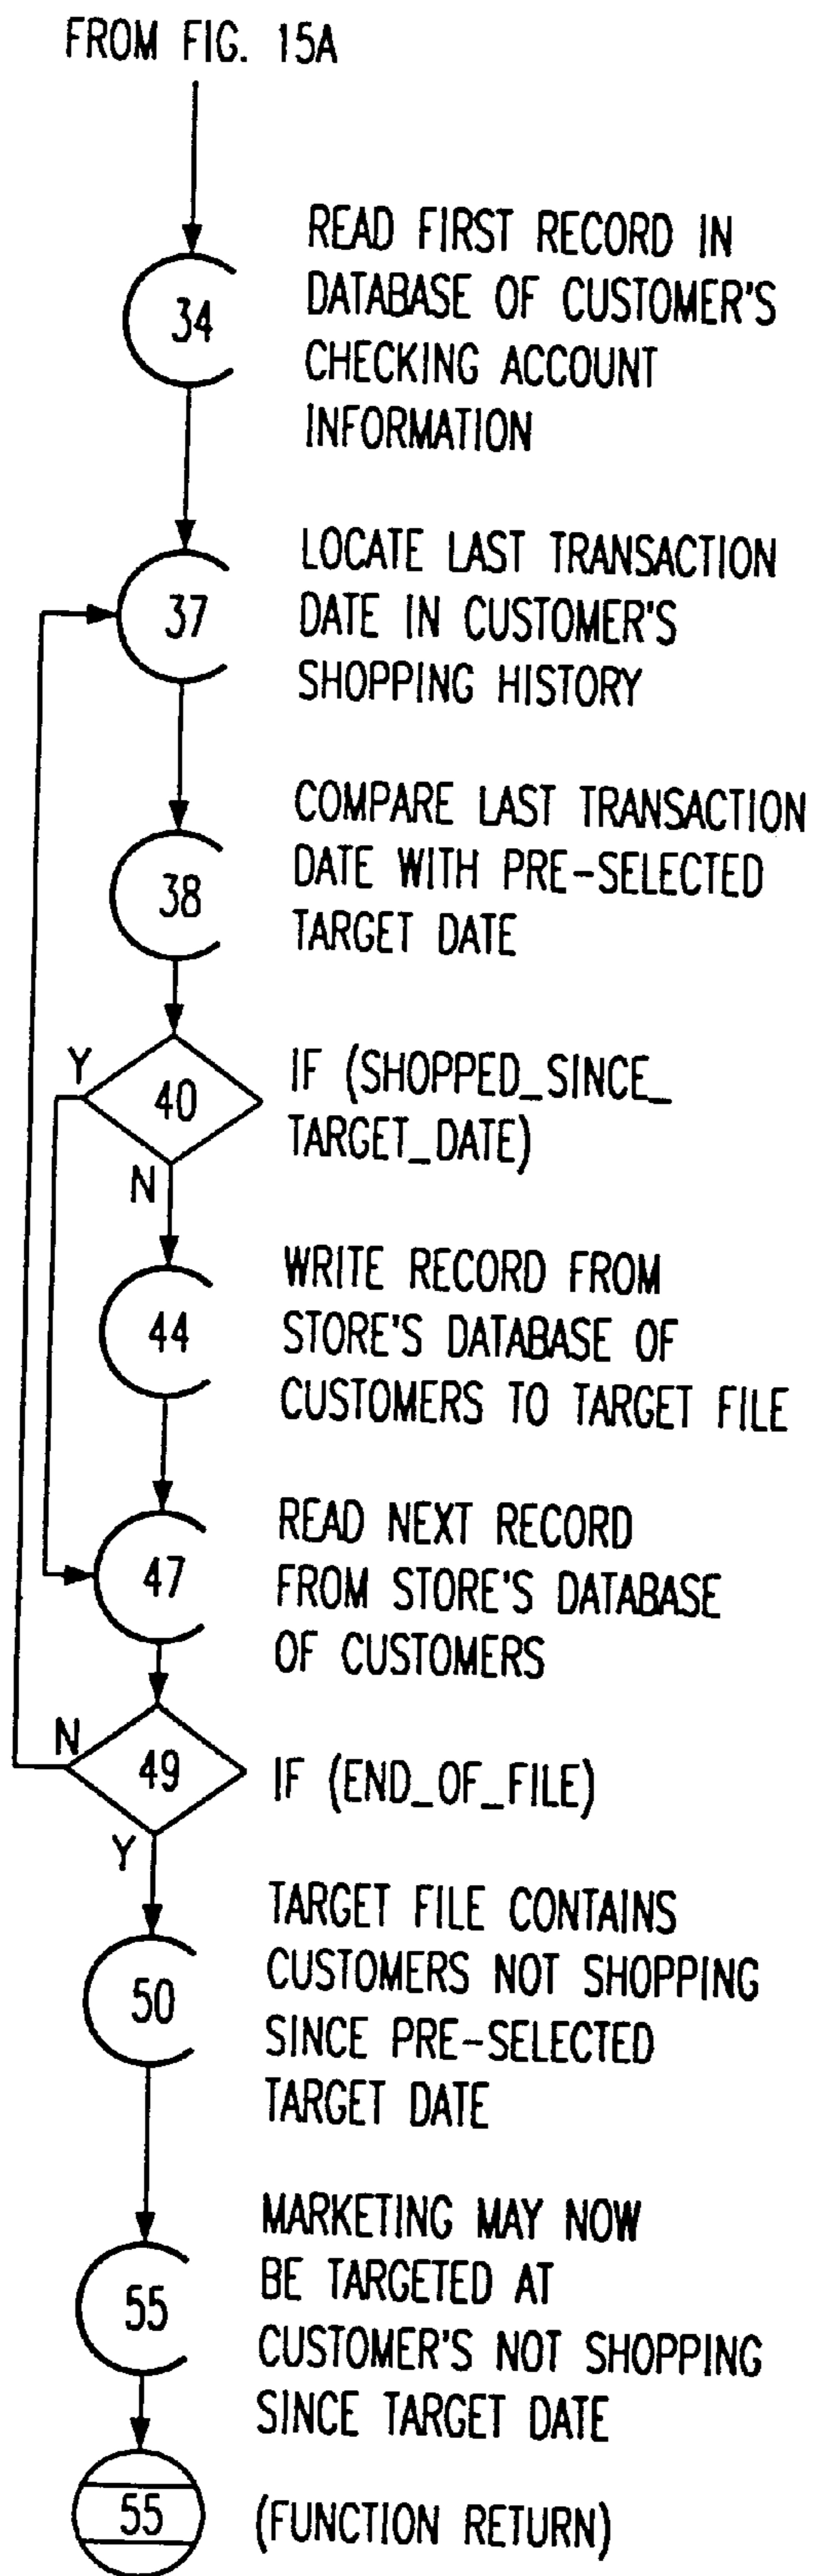 FROM FIG. 15A
34
READ FIRST RECORD IN
DATABASE OF CUSTOMER'S
CHECKING ACCOUNT
INFORMATION
37
LOCATE LAST TRANSACTION
DATE IN CUSTOMER'S
SHOPPING HISTORY
38
COMPARE LAST TRANSACTION
DATE WITH PRE-SELECTED
TARGET DATE
Y
40
N
IF (SHOPPED_SINCE_
TARGET_DATE)
44
WRITE RECORD FROM
STORE'S DATABASE OF
CUSTOMERS TO TARGET FILE
47
READ NEXT RECORD
FROM STORE'S DATABASE
OF CUSTOMERS
N
49
Y
IF (END_OF_FILE)
50
TARGET FILE CONTAINS
CUSTOMERS NOT SHOPPING
SINCE PRE-SELECTED
TARGET DATE
55
MARKETING MAY NOW
BE TARGETED AT
CUSTOMER'S NOT SHOPPING
SINCE TARGET DATE
55
(FUNCTION RETURN)